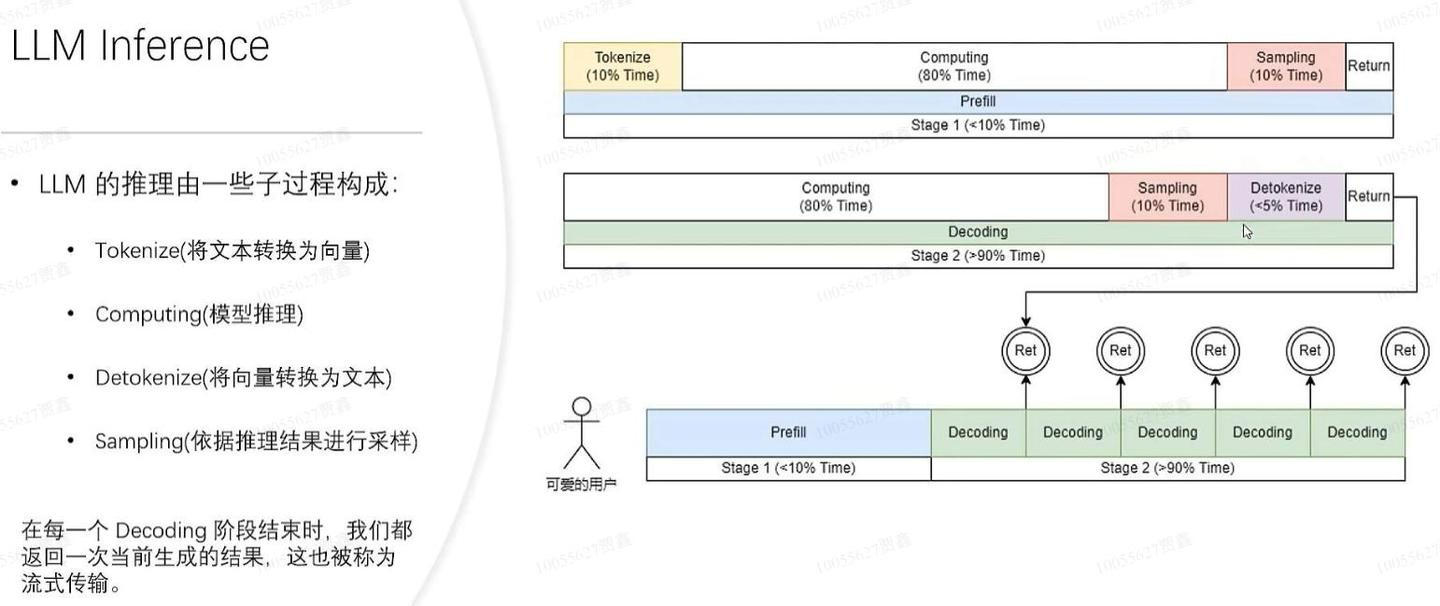 LLM Inference
• LLM 的推理由一些子过程构成：
• Tokenize(将文本转换为向量)
• Computing(模型推理)
• Detokenize(将向量转换为文本)
• Sampling(依据推理结果进行采样)
在每一个 Decoding 阶段结束时，我们都
返回一次当前生成的结果，这也被称为
流式传输。
Tokenize
(10% Time)
Computing
(80% Time)
Sampling
(10% Time)
Return
Prefill
Stage 1 (<10% Time)
Computing
(80% Time)
Sampling
(10% Time)
Detokenize
(<5% Time)
Return
Decoding
Stage 2 (>90% Time)
Ret
Ret
Ret
Ret
Ret
可爱的用户
Prefill
Decoding
Decoding
Decoding
Decoding
Decoding
Stage 1 (<10% Time)
Stage 2 (>90% Time)
10055627贾鑫